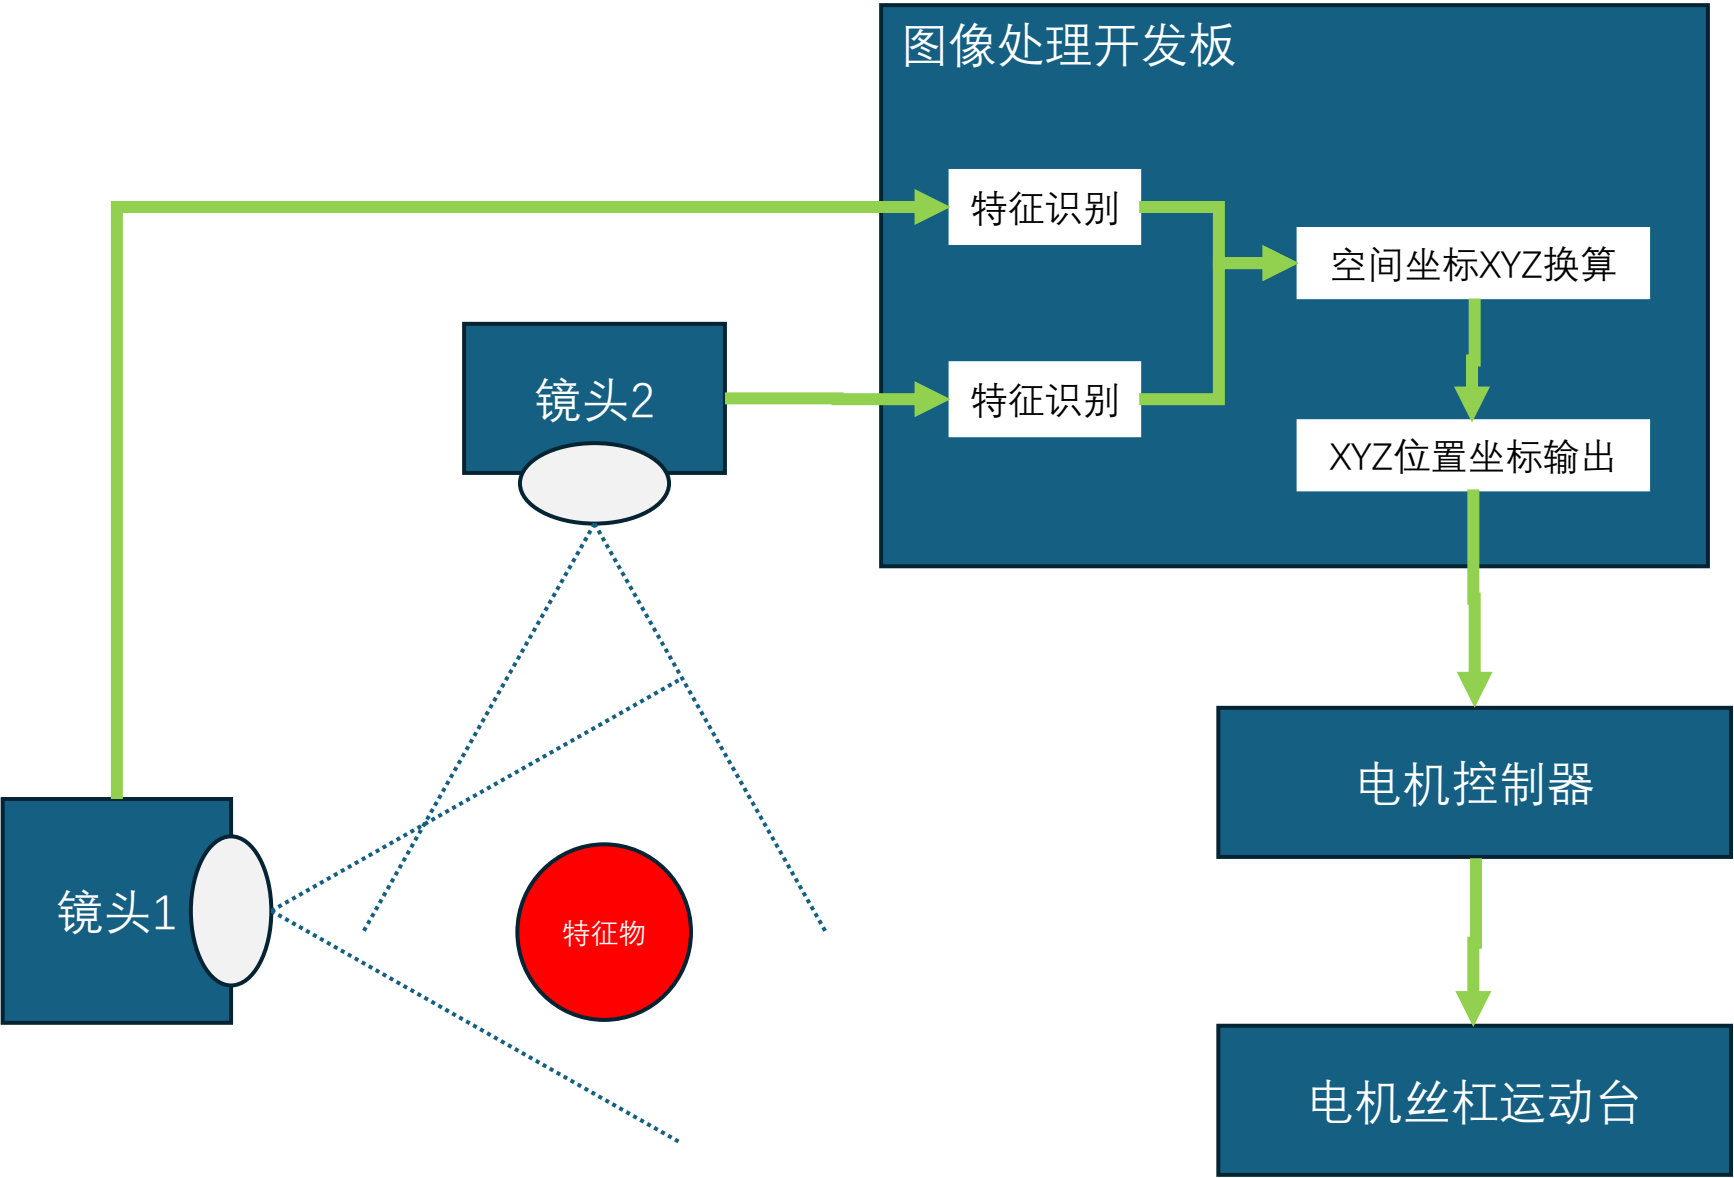 图像处理开发板
特征识别
空间坐标XYZ换算
镜头2
特征识别
XYZ位置坐标输出
电机控制器
镜头1
特征物
电机丝杠运动台